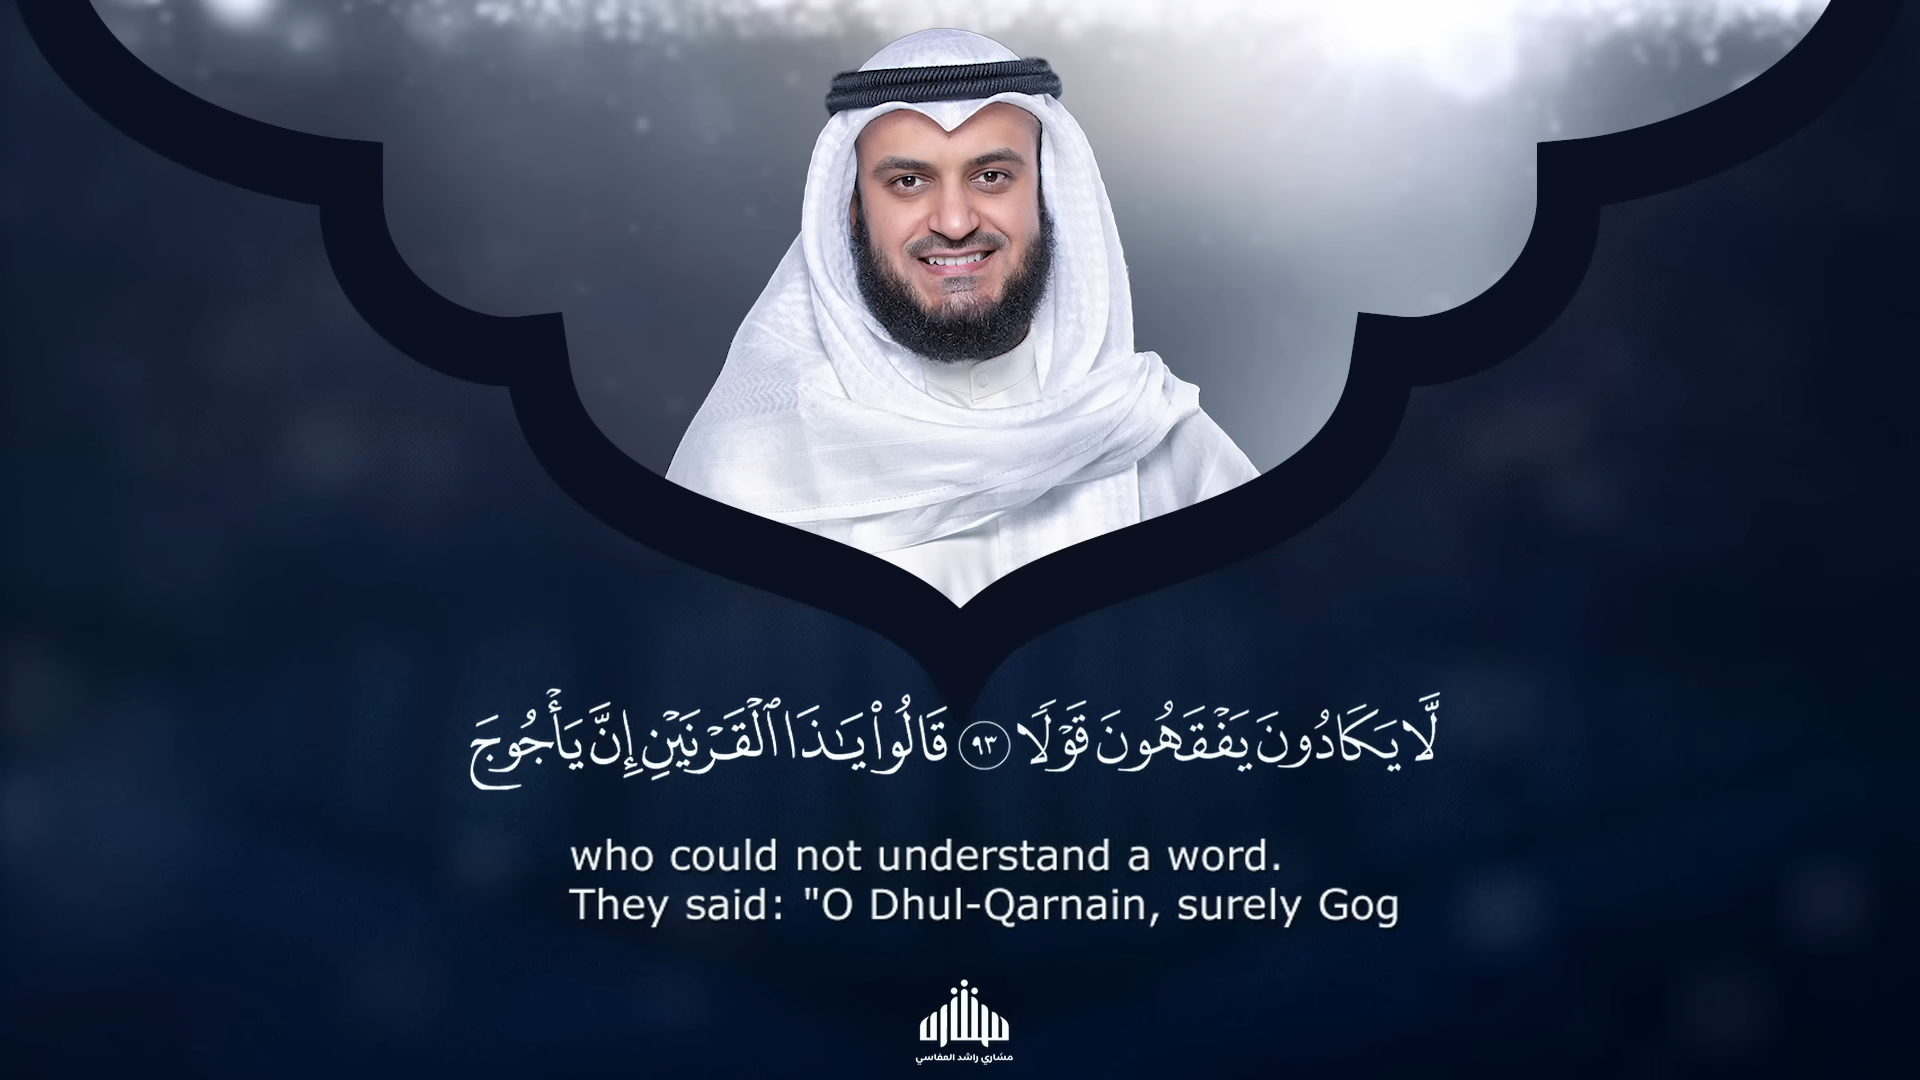 لَّا يَكَادُونَ يَفْقَهُونَ قَوْلًا ٩٣ قَالُوا۟ يَـٰذَا ٱلْقَرْنَيْنِ إِنَّ يَأْجُوجَ
who could not understand a word.
They said: "O Dhul-Qarnain, surely Gog
مشاري راشد العفاسي